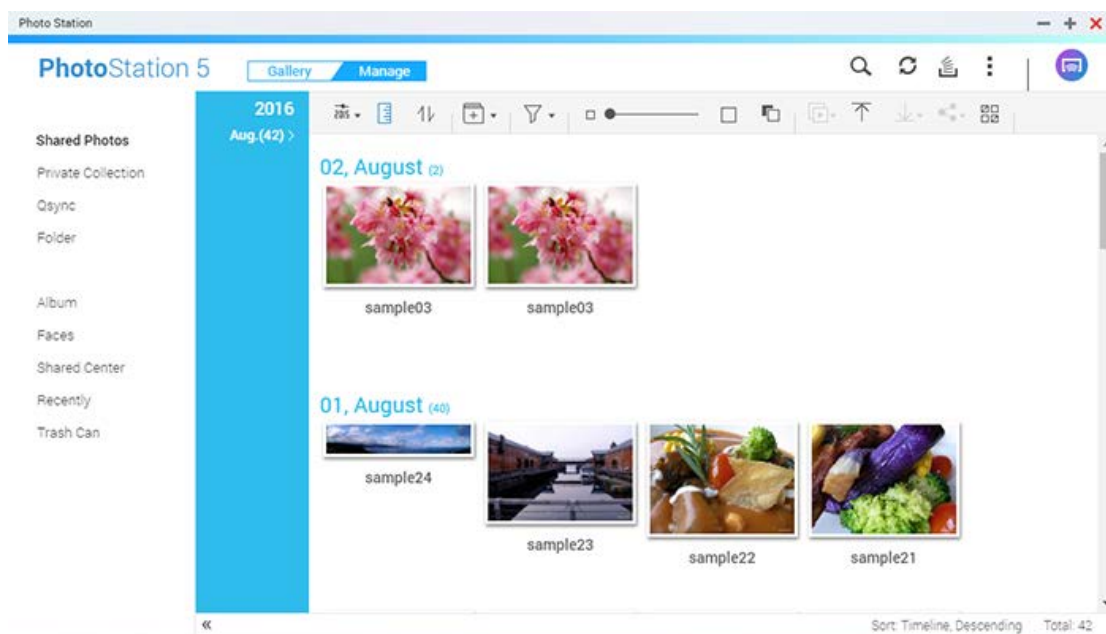 Photo Station
PhotoStation 5
Gallery
Manage
Shared Photos
Private Collection
Qsync
Folder
Album
Faces
Shared Center
Recently
Trash Can
2016
Aug.(42) >
2015
02, August (2)
sample03
sample03
01, August (40)
sample24
sample23
sample22
sample21
«
Sort: Timeline, Descending
Total: 42